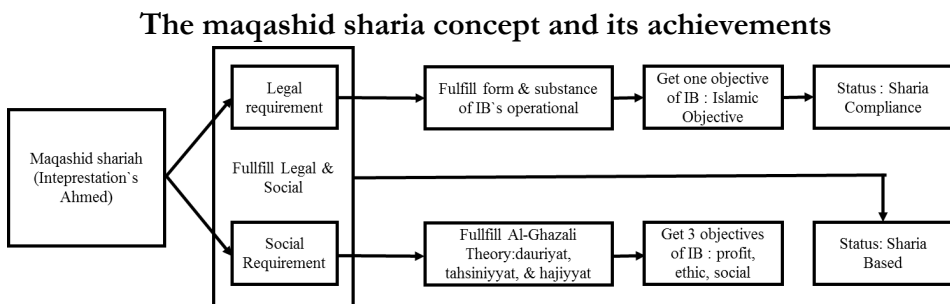 The maqashid sharia concept and its achievements
Legal
requirement
Fulfill form & substance
of IB`s operational
Get one objective
of IB : Islamic
Objective
Status : Sharia
Compliance
Maqashid shariah
(Inteprestation`s
Ahmed)
Fullfill Legal &
Social
Social
Requirement
Fullfill Al-Ghazali
Theory:dauriyat,
tahsiniyyat, & hajiyyat
Get 3 objectives
of IB : profit,
ethic, social
Status: Sharia
Based